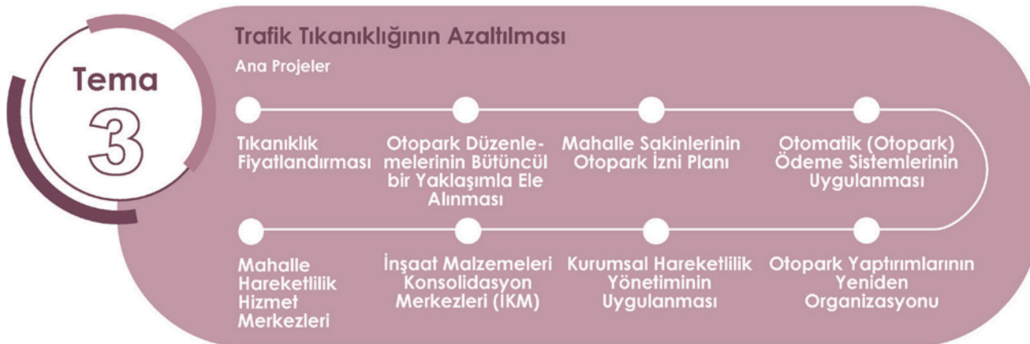 Tema
3
Trafik Tıkanıklığının Azaltılması
Ana Projeler
Tıkanıklık
Fiyatlandırması
Otopark Düzenle-
melerinin Bütüncül
bir Yaklaşımla Ele
Alınması
Mahalle Sakinlerinin
Otopark İzni Planı
Otomatik (Otopark)
Ödeme Sistemlerinin
Uygulanması
Mahalle
Hareketlilik
Hizmet
Merkezleri
İnşaat Malzemeleri
Konsolidasyon
Merkezleri (İKM)
Kurumsal Hareketlilik
Yönetiminin
Uygulanması
Otopark Yaptırımlarının
Yeniden
Organizasyonu